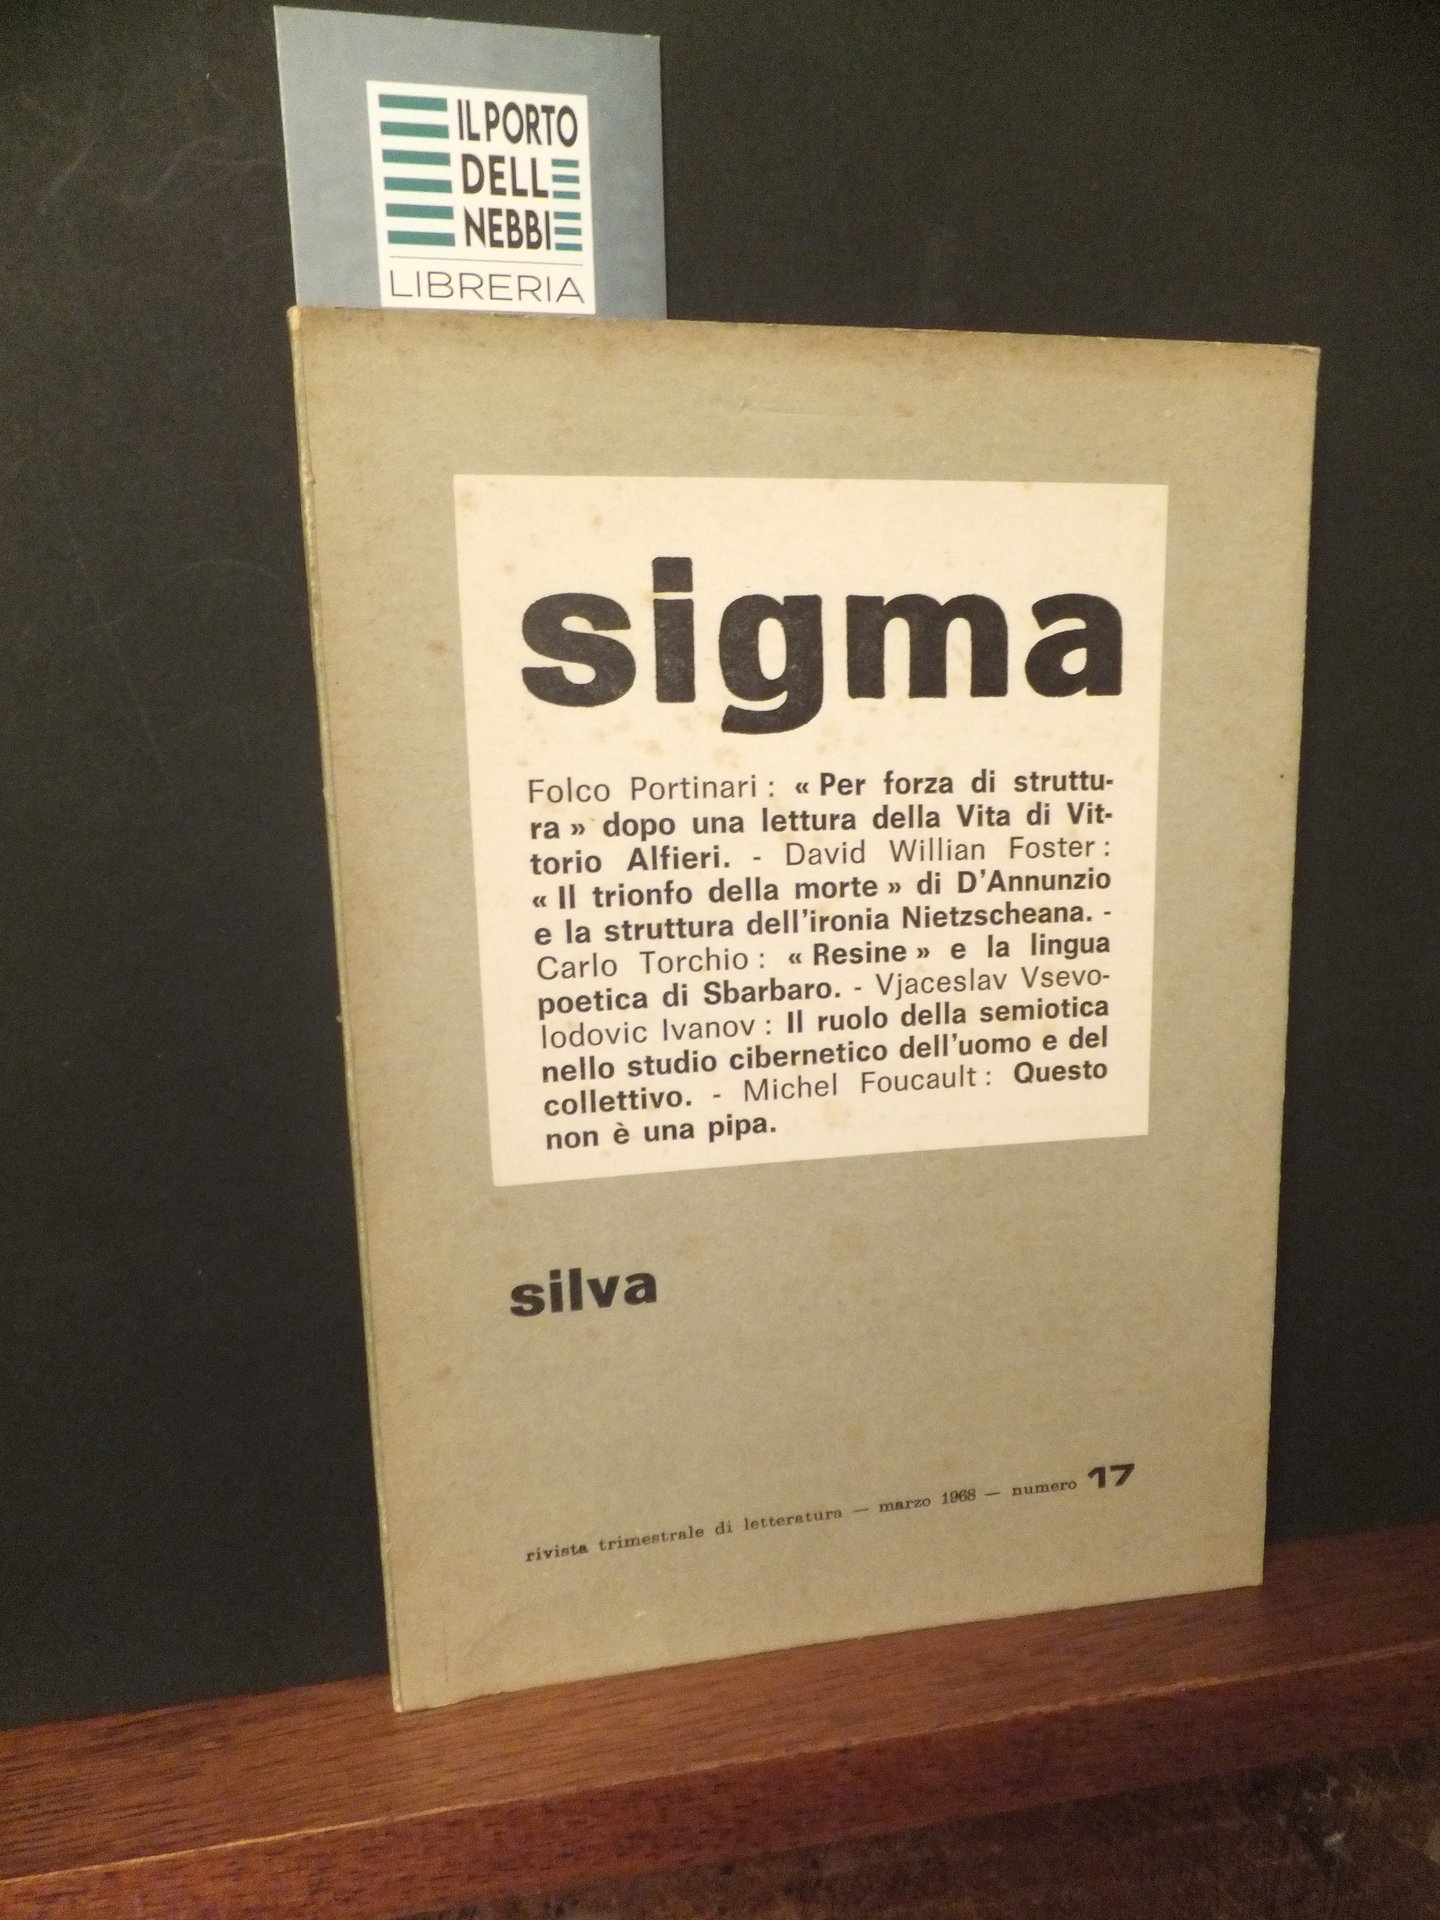 IL PORTO
DELLE
NEBBIE
LIBRERIA
sigma
Folco Portinari : « Per forza di struttu-
ra » dopo una lettura della Vita di Vit-
torio Alfieri. - David Willian Foster :
« Il trionfo della morte » di D'Annunzio
e la struttura dell'ironia Nietzscheana. -
Carlo Torchio : « Resine » e la lingua
poetica di Sbarbaro. - Vjaceslav Vsevo-
lodovic Ivanov : Il ruolo della semiotica
nello studio cibernetico dell'uomo e del
collettivo. - Michel Foucault : Questo
non è una pipa.
silva
rivista trimestrale di letteratura — marzo 1968 — numero 17